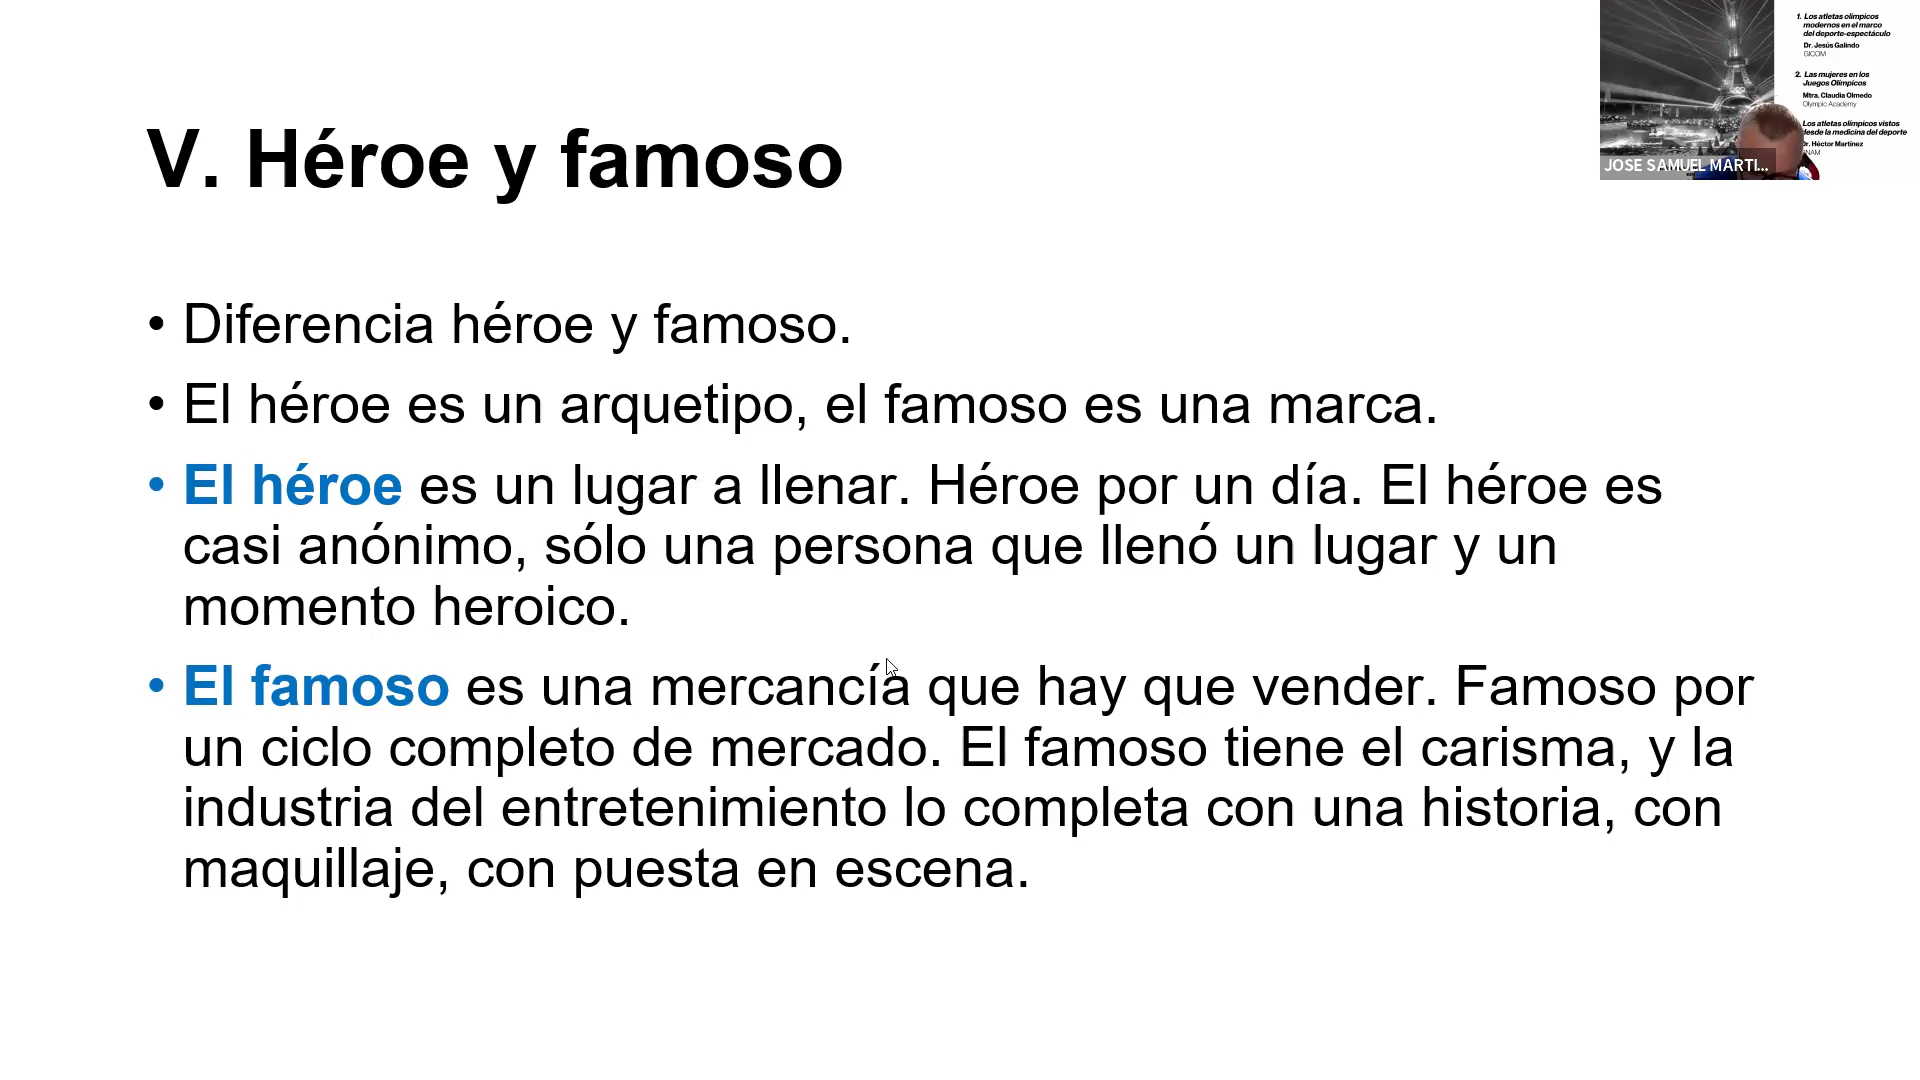 V. Héroe y famoso
• Diferencia héroe y famoso.
• El héroe es un arquetipo, el famoso es una marca.
• El héroe es un lugar a llenar. Héroe por un día. El héroe es
casi anónimo, sólo una persona que llenó un lugar y un
momento heroico.
• El famoso es una mercancía que hay que vender. Famoso por
un ciclo completo de mercado. El famoso tiene el carisma, y la
industria del entretenimiento lo completa con una historia, con
maquillaje, con puesta en escena.
1. Los atletas olímpicos
modernos en el marco
del deporte-espectáculo
Dr. Jesús Galindo
GICOM
2. Las mujeres en los
Juegos Olímpicos
Mtra. Claudia Olmedo
Olympic Academy
Los atletas olímpicos vistos
desde la medicina del deporte
Dr. Héctor Martínez
JOSE SAMUEL MARTI...